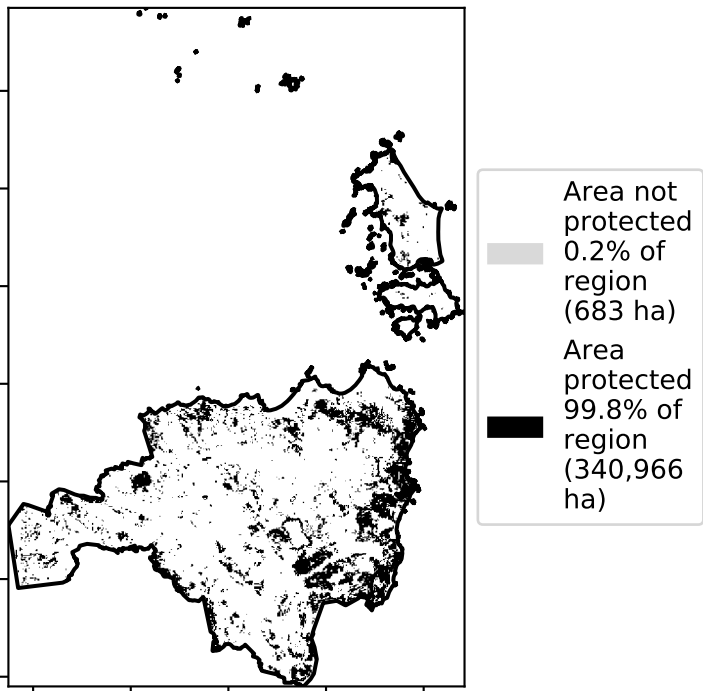 Area not
protected
0.2% of
region
(683 ha)
Area
protected
99.8% of
region
(340,966
ha)